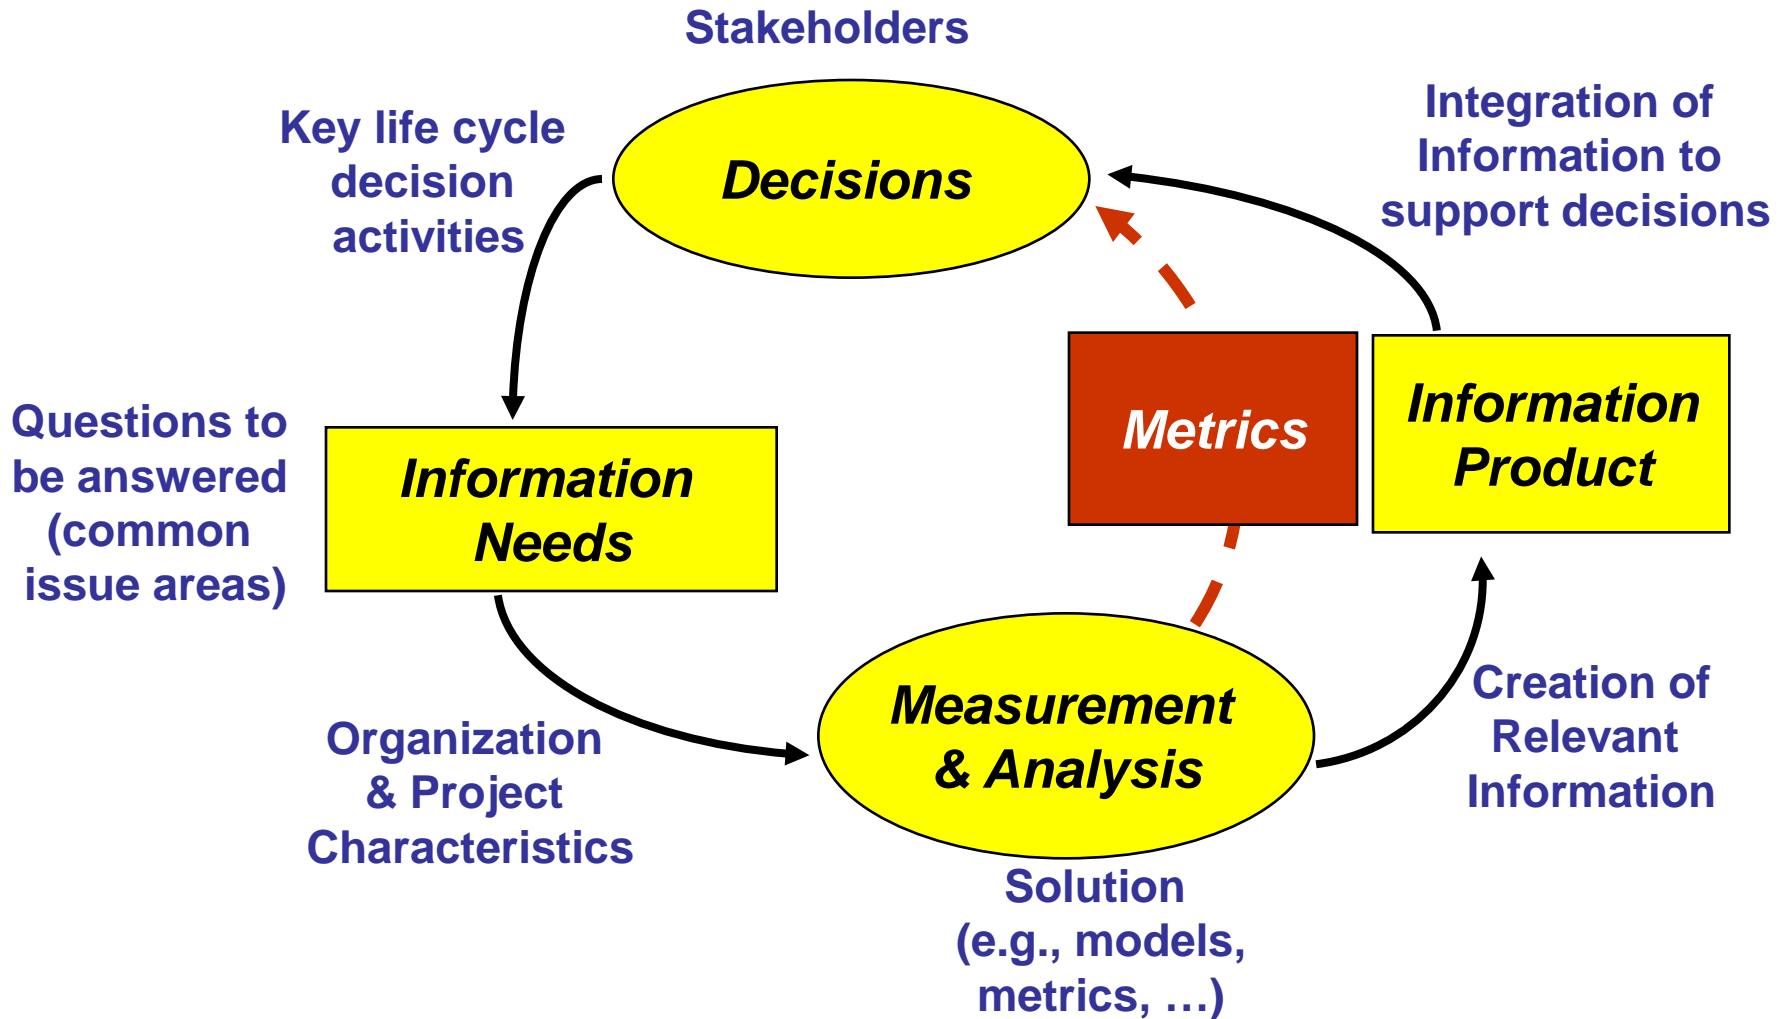 Stakeholders
Key life cycle
decision
activities
Decisions
Integration of
Information to
support decisions
Questions to
be answered
(common
issue areas)
Information
Needs
Metrics
Information
Product
Organization
& Project
Characteristics
Measurement
& Analysis
Creation of
Relevant
Information
Solution
(e.g., models,
metrics, …)